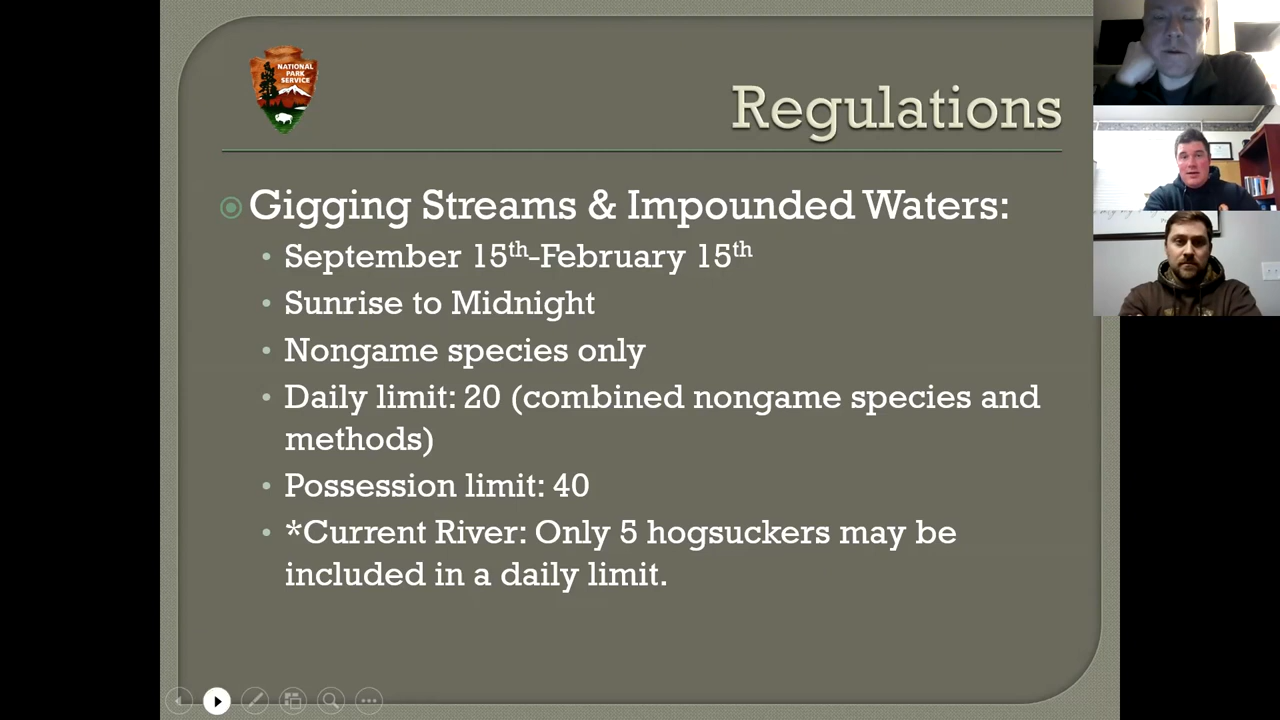 NATIONAL
PARK
SERVICE
Regulations
Gigging Streams & Impounded Waters:
September 15th-February 15th
Sunrise to Midnight
Nongame species only
Daily limit: 20 (combined nongame species and
methods)
Possession limit: 40
*Current River: Only 5 hogsuckers may be
included in a daily limit.